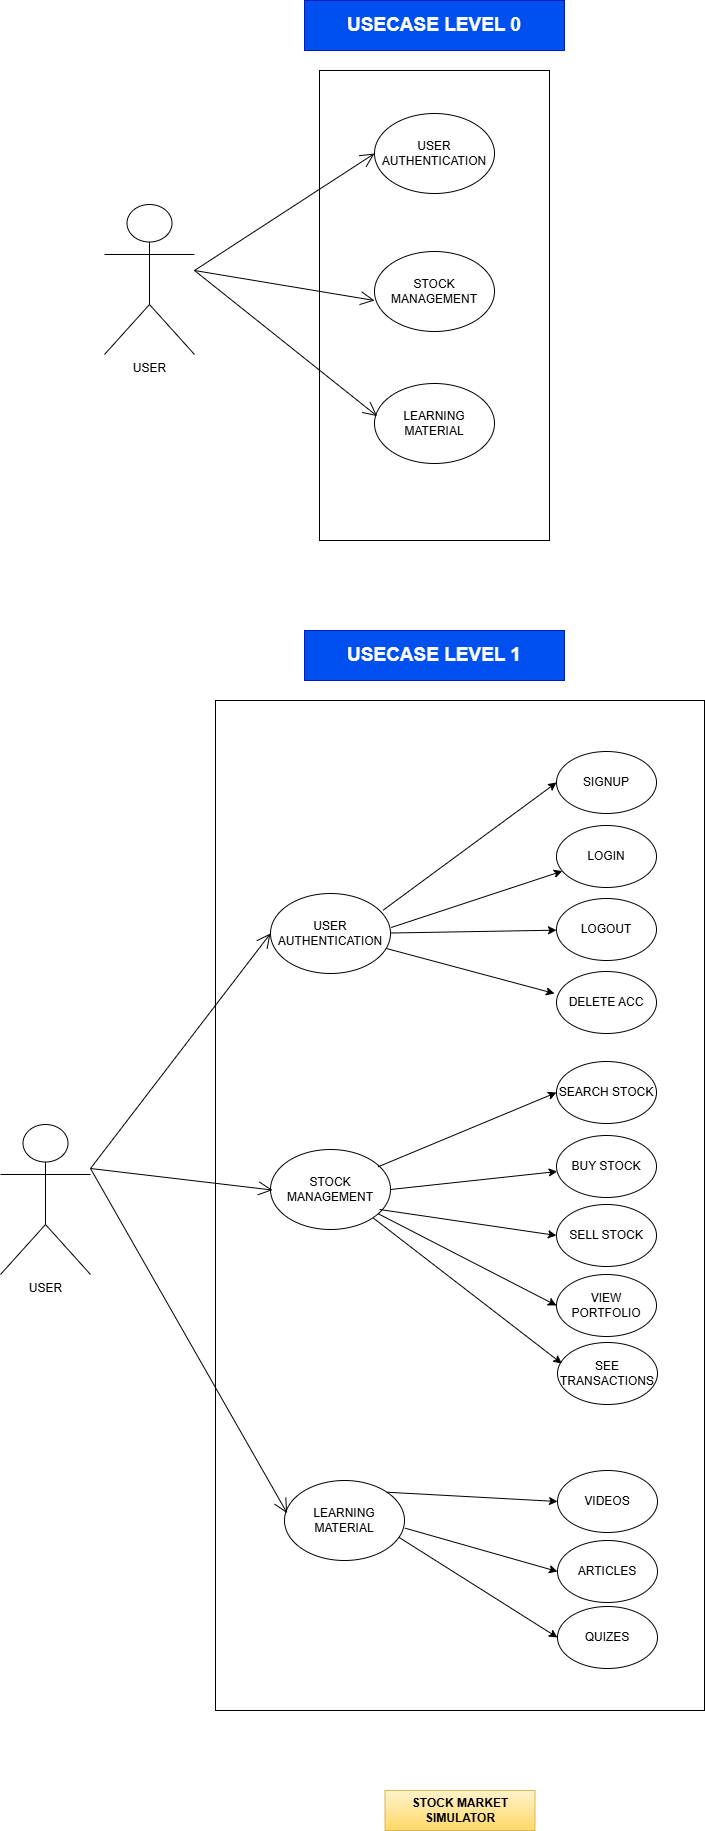 USECASE LEVEL 0
USER
AUTHENTICATION
STOCK
MANAGEMENT
USER
LEARNING
MATERIAL
USECASE LEVEL 1
SIGNUP
LOGIN
USER
AUTHENTICATION
LOGOUT
DELETE ACC
SEARCH STOCK
BUY STOCK
STOCK
MANAGEMENT
SELL STOCK
USER
VIEW
PORTFOLIO
SEE
TRANSACTIONS
LEARNING
MATERIAL
VIDEOS
ARTICLES
QUIZES
STOCK MARKET
SIMULATOR